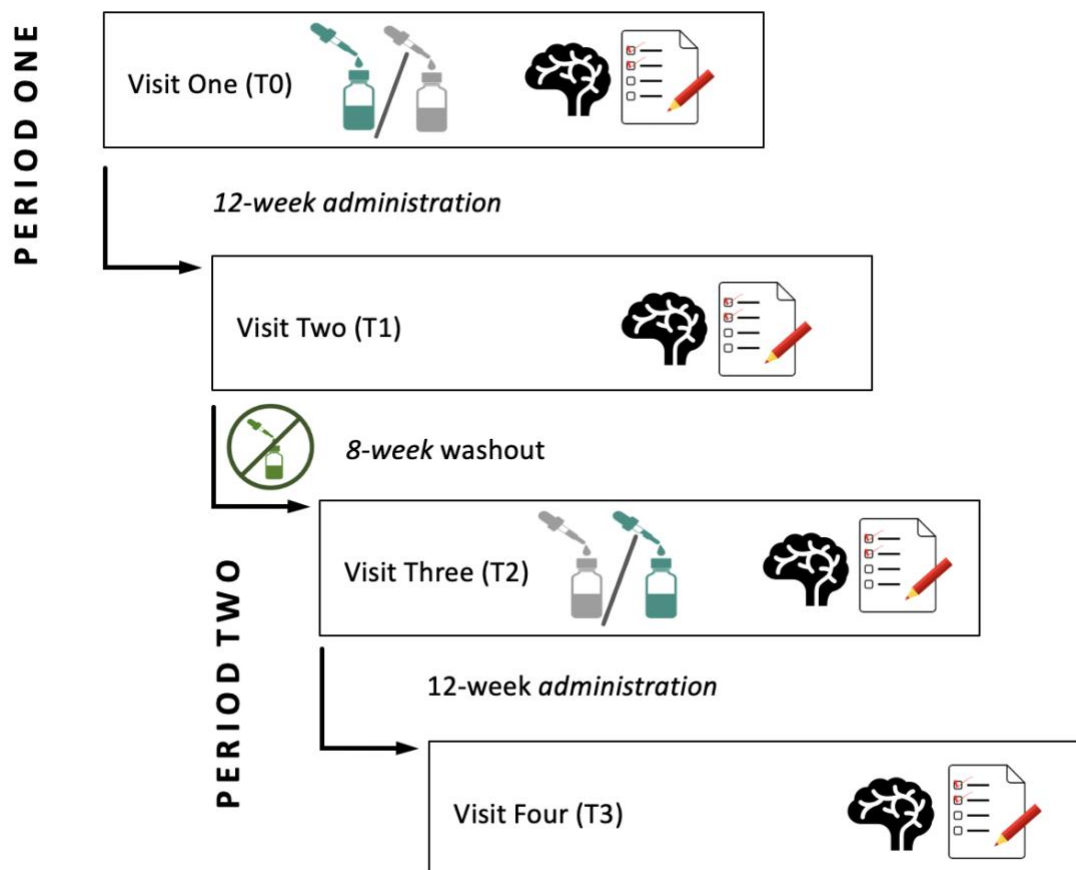 PERIOD ONE
Visit One (T0)
12-week administration
Visit Two (T1)
8-week washout
PERIOD TWO
Visit Three (T2)
12-week administration
Visit Four (T3)